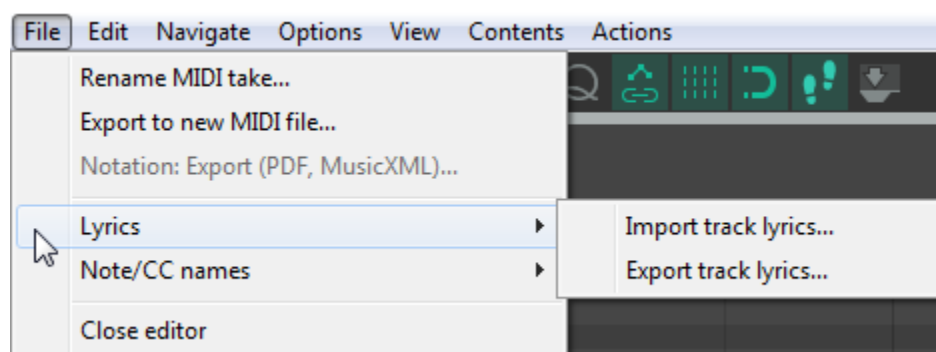 File Edit Navigate Options View Contents Actions
Rename MIDI take...
Export to new MIDI file...
Notation: Export (PDF, MusicXML)...
Lyrics
Import track lyrics...
Note/CC names
Export track lyrics...
Close editor